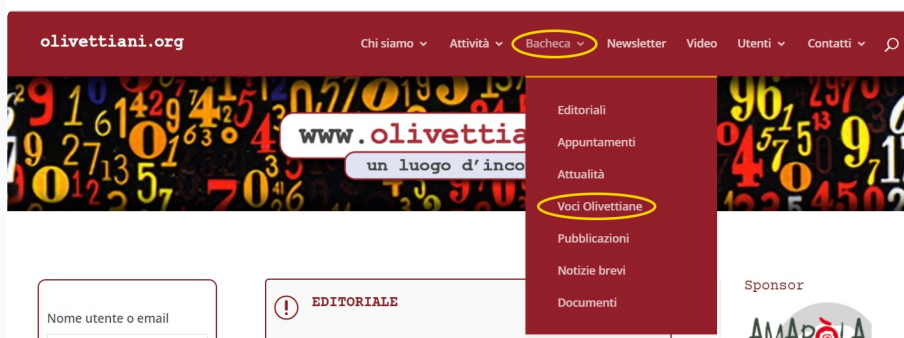 olivettiani.org
Chi siamo Attività Bacheca Newsletter Video Utenti Contatti
Editoriali
Appuntamenti
Attualità
Voci Olivettiane
Pubblicazioni
Notizie brevi
Documenti
www.olivettia
un luogo d'inco
Nome utente o email
EDITORIALE
Sponsor
AMARÒLA